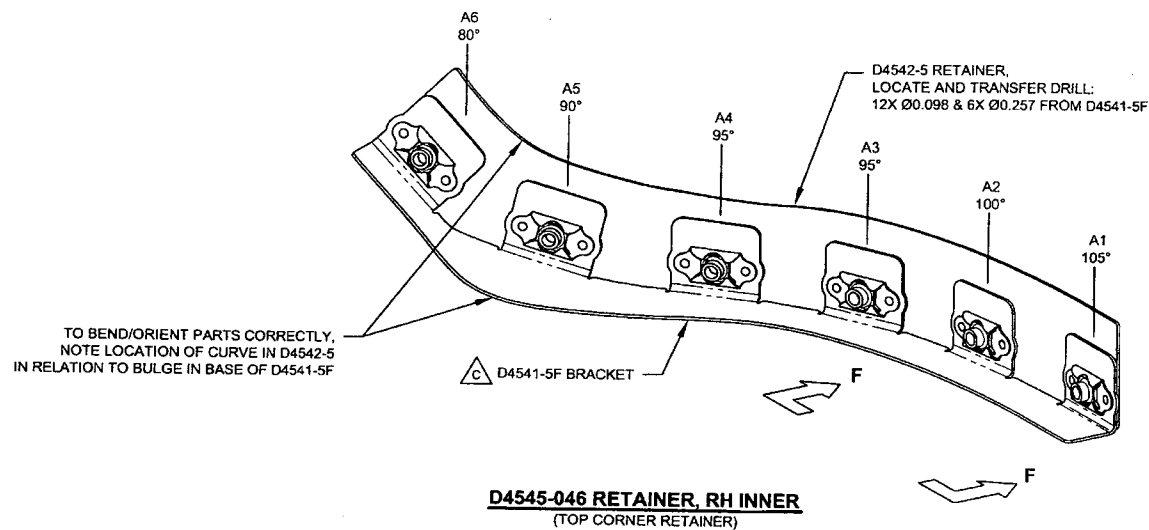 A6
80°
A5
90°
A4
95°
A3
95°
A2
100°
A1
105°
D4542-5 RETAINER,
LOCATE AND TRANSFER DRILL:
12X Ø0.098 & 6X Ø0.257 FROM D4541-5F
TO BEND/ORIENT PARTS CORRECTLY,
NOTE LOCATION OF CURVE IN D4542-5
IN RELATION TO BULGE IN BASE OF D4541-5F
C D4541-5F BRACKET
F
F
D4545-046 RETAINER, RH INNER
(TOP CORNER RETAINER)